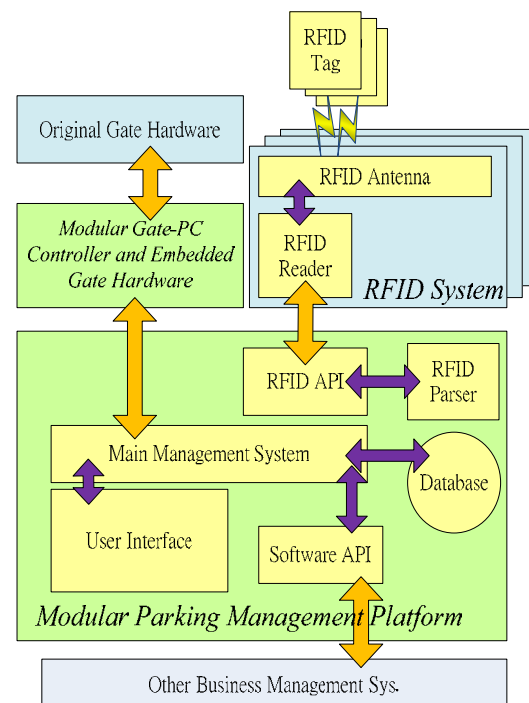 RFID
Tag
Original Gate Hardware
RFID Antenna
Modular Gate-PC
Controller and Embedded
Gate Hardware
RFID
Reader
RFID System
RFID API
RFID
Parser
Main Management System
Database
User Interface
Software API
Modular Parking Management Platform
Other Business Management Sys.